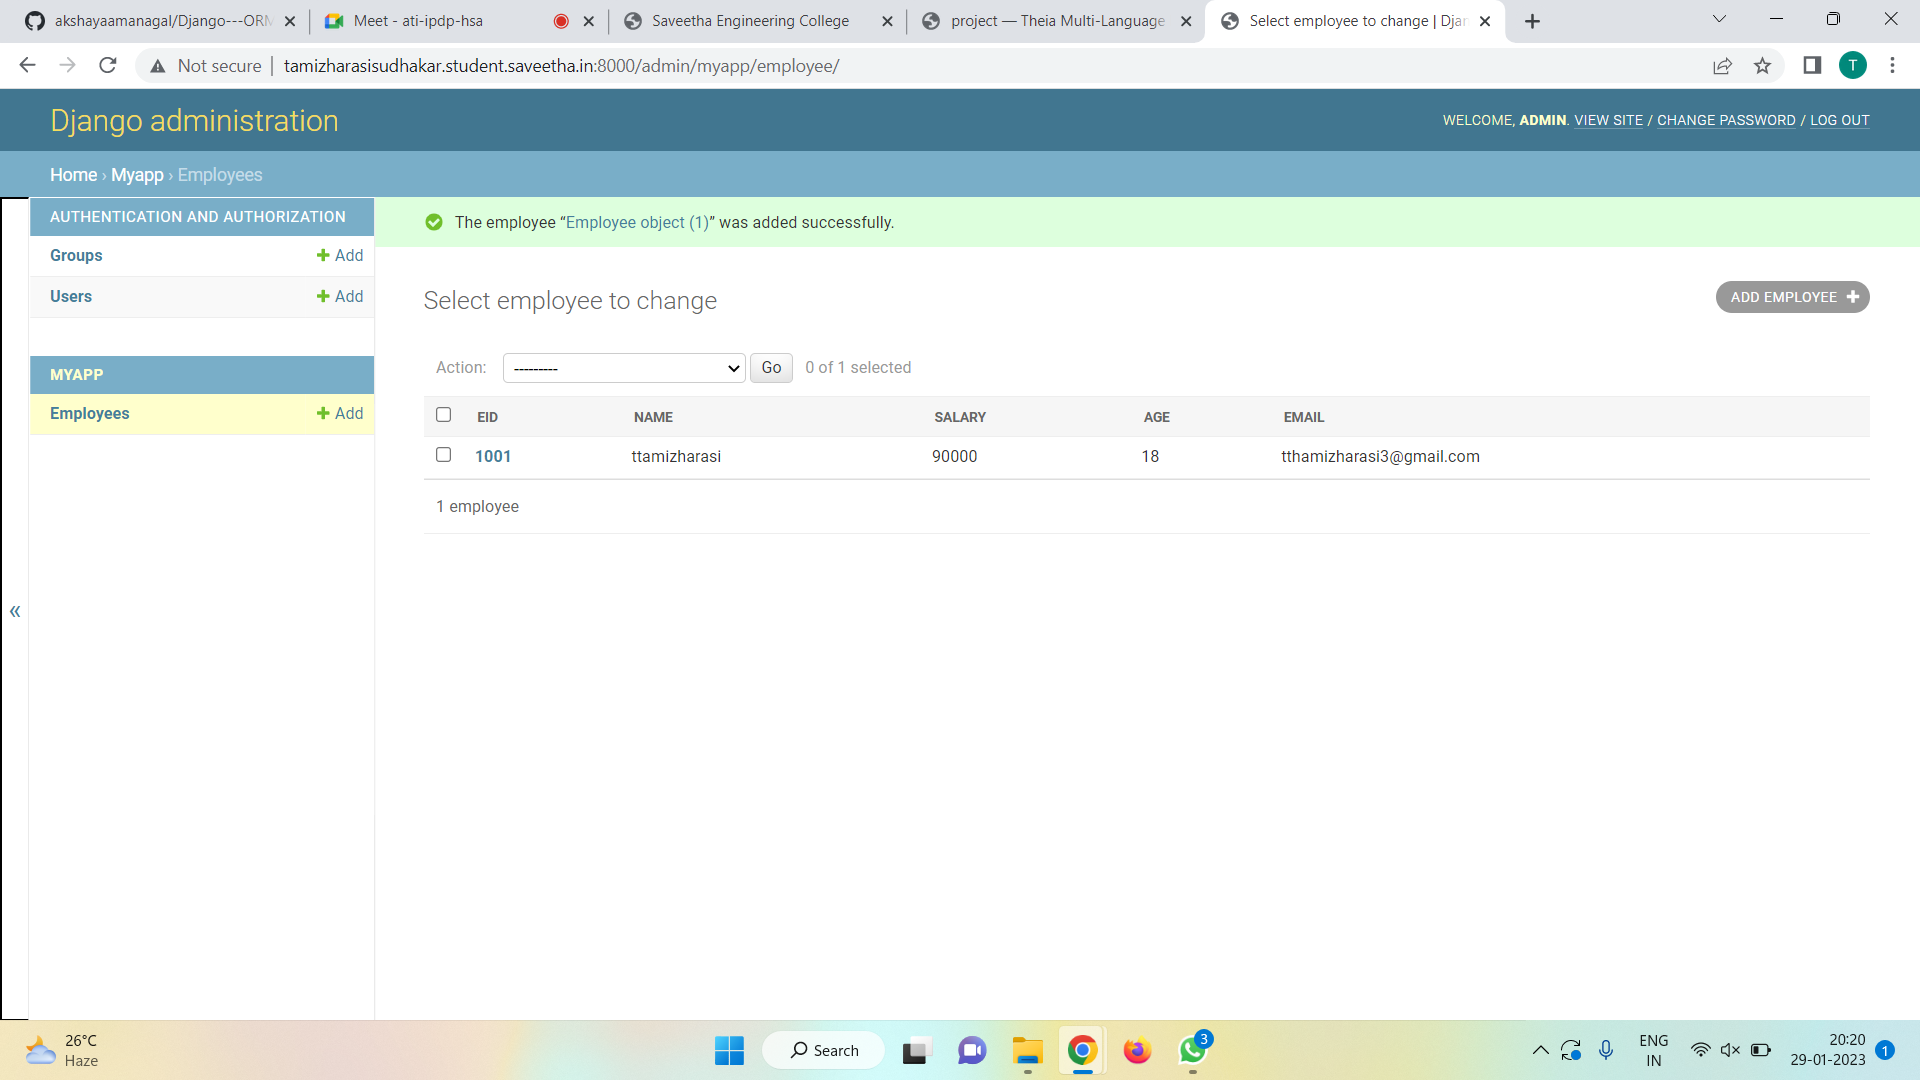 akshayaamanagal/Django---ORM
Meet - ati-ipdp-hsa
Saveetha Engineering College
project — Theia Multi-Language
Select employee to change | Djan
Not secure
tamizharasisudhakar.student.saveetha.in:8000/admin/myapp/employee/
T
Django administration
WELCOME, ADMIN. VIEW SITE / CHANGE PASSWORD / LOG OUT
Home › Myapp › Employees
AUTHENTICATION AND AUTHORIZATION
Groups
+ Add
Users
+ Add
MYAPP
Employees
+ Add
«
The employee “Employee object (1)” was added successfully.
Select employee to change
ADD EMPLOYEE +
Action:
---------
Go
0 of 1 selected
EID NAME SALARY AGE EMAIL
1001 ttamizharasi 90000 18 tthamizharasi3@gmail.com
1 employee
26°C
Haze
Search
3
ENG
IN
20:20
29-01-2023
1